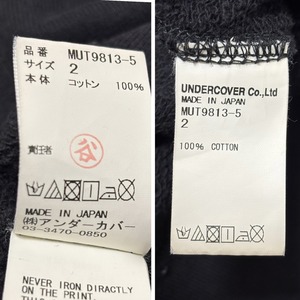 品番 MUT9813-5
サイズ 2
本体 コットン 100%
責任者
谷
MADE IN JAPAN
㈱アンダーカバー
03-3470-0850
NEVER IRON DIRACTLY
ON THE PRINT.
UNDERCOVER Co.,Ltd
MADE IN JAPAN
MUT9813-5
2
100% COTTON